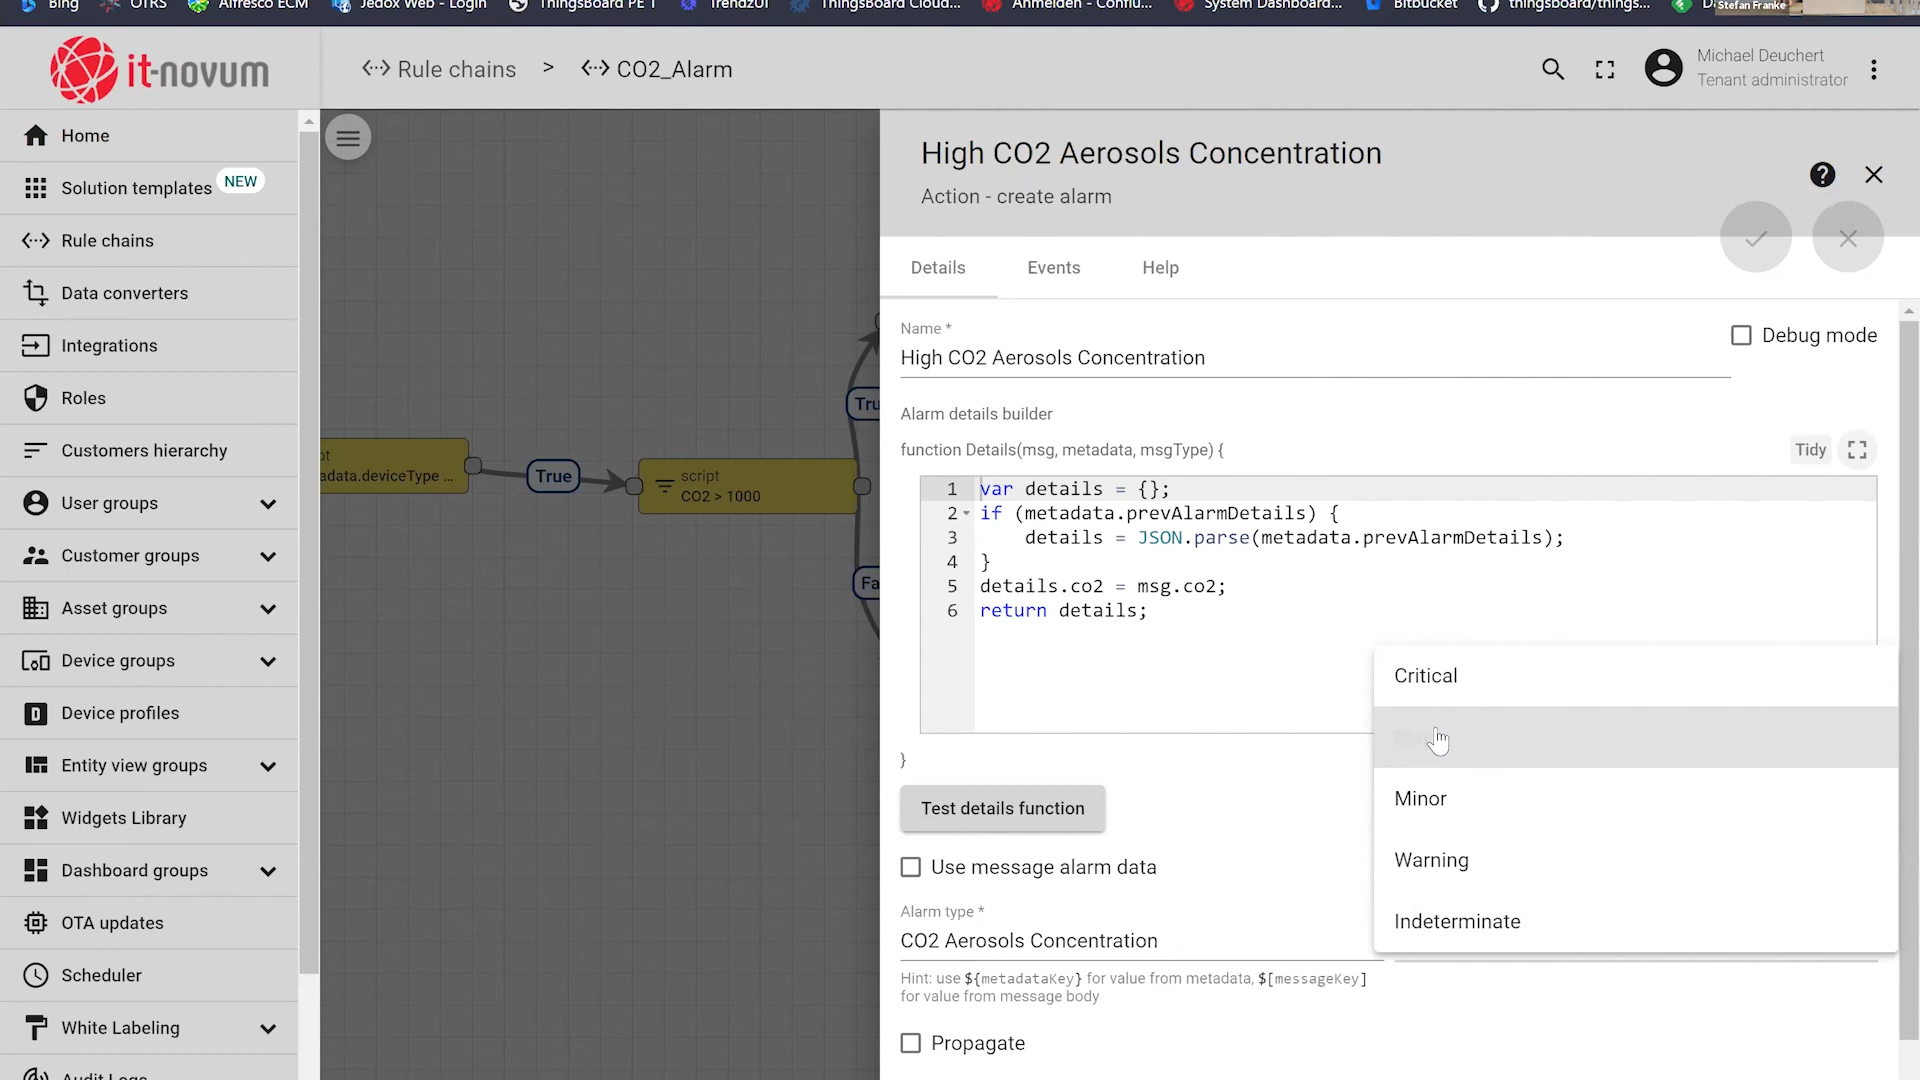 Bing
OTRS
Alfresco ECM
Jedox Web - Login
ThingsBoard PE
TrendzUI
ThingsBoard Cloud...
Anmelden - Conflu...
System Dashboard...
Bitbucket
thingsboard/things...
Stefan Franke
it-novum
Rule chains > CO2_Alarm
Michael Deuchert
Tenant administrator
Home
Solution templates NEW
Rule chains
Data converters
Integrations
Roles
Customers hierarchy
User groups
Customer groups
Asset groups
Device groups
Device profiles
Entity view groups
Widgets Library
Dashboard groups
OTA updates
Scheduler
White Labeling
Audit Logs
pt
adata.deviceType ...
True
script
CO2 > 1000
Tru
Fa
High CO2 Aerosols Concentration
Action - create alarm
Details
Events
Help
Name *
High CO2 Aerosols Concentration
Debug mode
Alarm details builder
function Details(msg, metadata, msgType) {
Tidy
1 var details = {};
2 if (metadata.prevAlarmDetails) {
3 details = JSON.parse(metadata.prevAlarmDetails);
4 }
5 details.co2 = msg.co2;
6 return details;
}
Critical
Minor
Warning
Indeterminate
Test details function
Use message alarm data
Alarm type *
CO2 Aerosols Concentration
Hint: use ${metadataKey} for value from metadata, $[messageKey]
for value from message body
Propagate